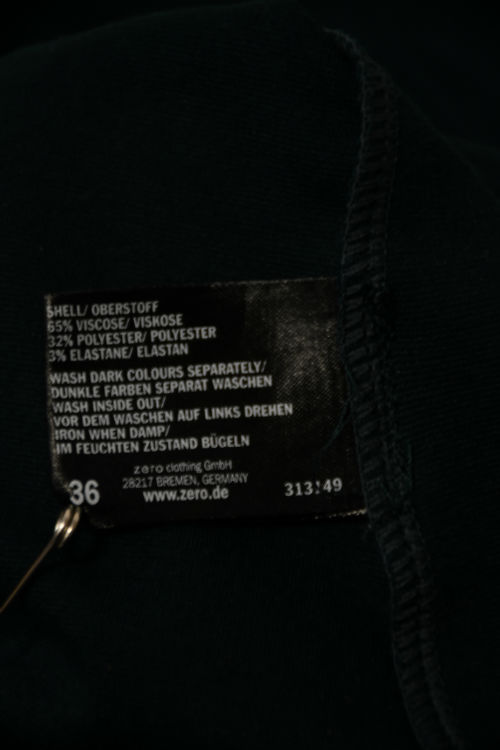 SHELL/ OBERSTOFF
65% VISCOSE/ VISKOSE
32% POLYESTER/ POLYESTER
3% ELASTANE/ ELASTAN
WASH DARK COLOURS SEPARATELY/
DUNKLE FARBEN SEPARAT WASCHEN
WASH INSIDE OUT/
VOR DEM WASCHEN AUF LINKS DREHEN
IRON WHEN DAMP/
IM FEUCHTEN ZUSTAND BÜGELN
zero clothing GmbH
28217 BREMEN, GERMANY
36 www.zero.de